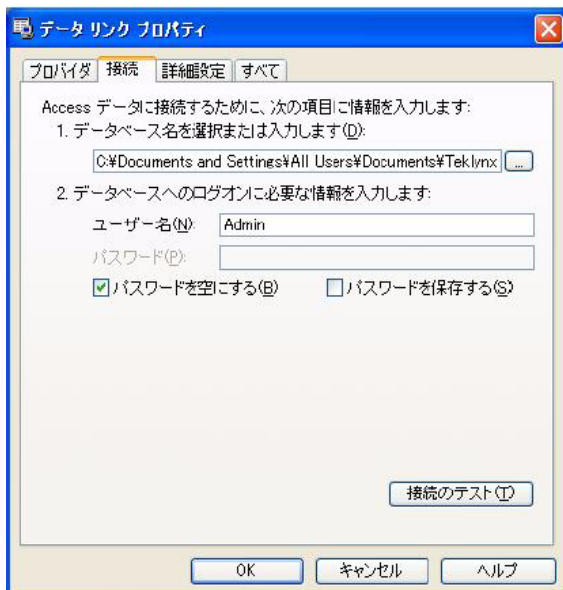 データ リンク プロパティ
プロバイダ 接続 詳細設定 すべて
Access データに接続するために、次の項目に情報を入力します:
1. データベース名を選択または入力します(D):
C:¥Documents and Settings¥All Users¥Documents¥Teklynx ...
2. データベースへのログオンに必要な情報を入力します:
ユーザー名(N): Admin
パスワード(P):
パスワードを空にする(B) パスワードを保存する(S)
接続のテスト(T)
OK キャンセル ヘルプ